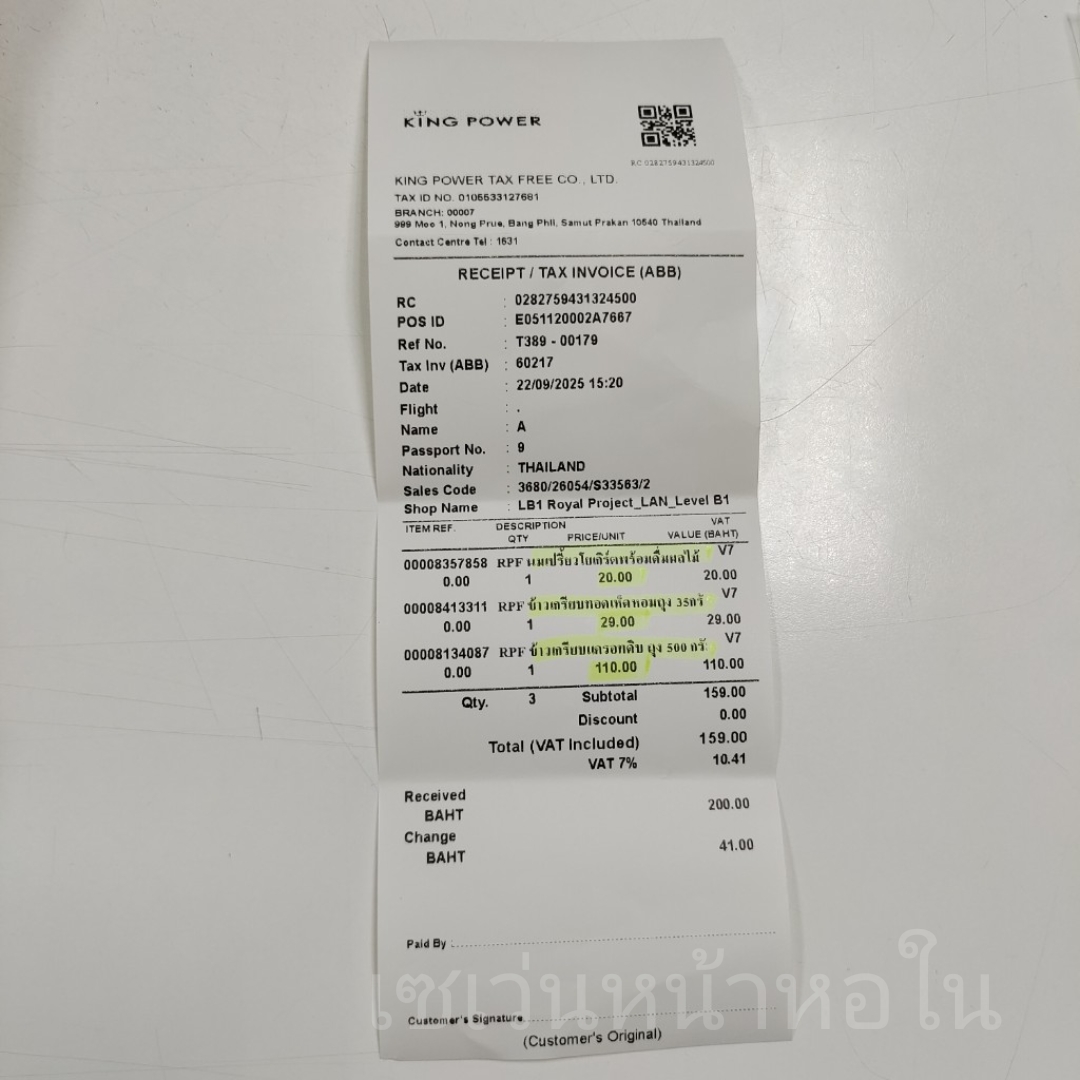 KING POWER
RC 0282759431324500
KING POWER TAX FREE CO., LTD.
TAX ID NO. 0105533127681
BRANCH: 00007
999 Moo 1, Nong Prue, Bang Phli, Samut Prakan 10540 Thailand
Contact Centre Tel : 1631
RECEIPT / TAX INVOICE (ABB)
RC : 0282759431324500
POS ID : E051120002A7667
Ref No. : T389 - 00179
Tax Inv (ABB) : 60217
Date : 22/09/2025 15:20
Flight : .
Name : A
Passport No. : 9
Nationality : THAILAND
Sales Code : 3680/26054/S33563/2
Shop Name : LB1 Royal Project_LAN_Level B1
ITEM REF. DESCRIPTION VAT
QTY PRICE/UNIT VALUE (BAHT)
00008357858 RPF นมเปรี้ยวโยเกิร์ตพร้อมดื่มผลไม้ V7
0.00 1 20.00 20.00
00008413311 RPF ข้าวเกรียบทอดเห็ดหอมถุง 35กรั V7
0.00 1 29.00 29.00
00008134087 RPF ข้าวเกรียบแครอทดิบ ถุง 500 กรั V7
0.00 1 110.00 110.00
Qty. 3 Subtotal 159.00
Discount 0.00
Total (VAT Included) 159.00
VAT 7% 10.41
Received
BAHT 200.00
Change
BAHT 41.00
Paid By :
เซเว่นหน้าหอใน
Customer's Signature
(Customer's Original)